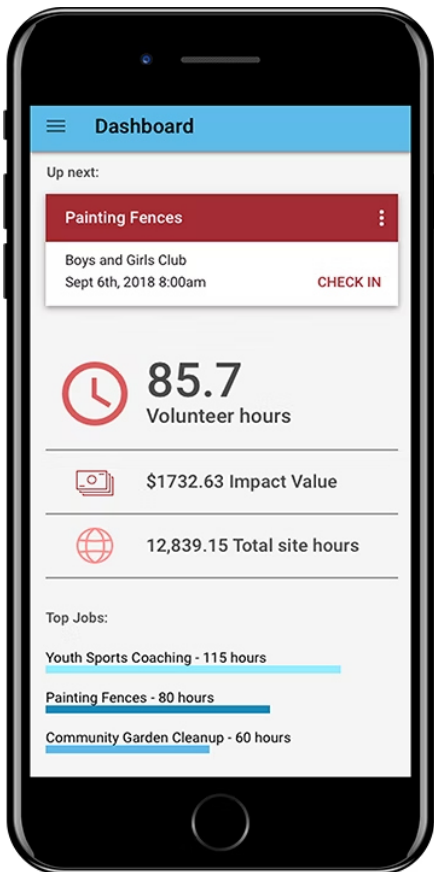 Dashboard
Up next:
Painting Fences
Boys and Girls Club
Sept 6th, 2018 8:00am
CHECK IN
85.7
Volunteer hours
$1732.63 Impact Value
12,839.15 Total site hours
Top Jobs:
Youth Sports Coaching - 115 hours
Painting Fences - 80 hours
Community Garden Cleanup - 60 hours